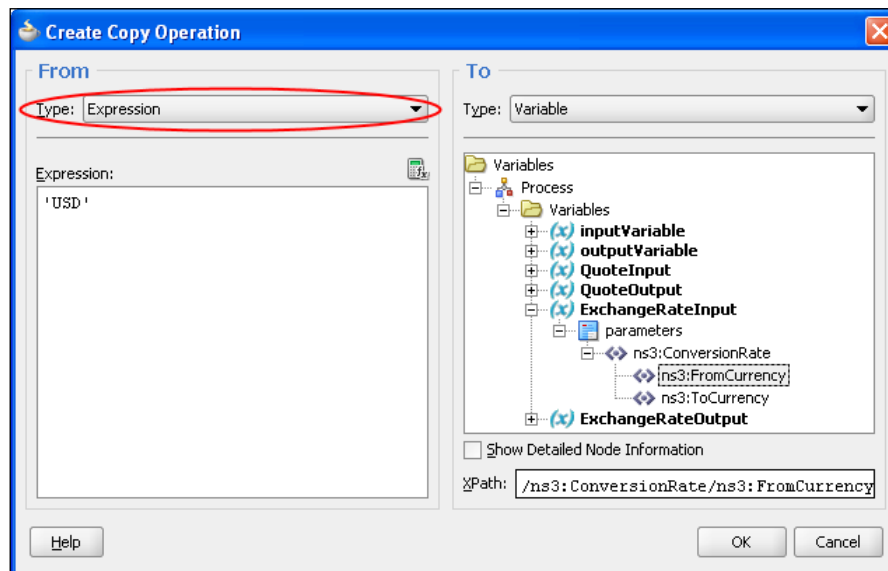 Create Copy Operation
From
Type: Expression
Expression:
'USD'
To
Type: Variable
Variables
Process
Variables
(x) inputVariable
(x) outputVariable
(x) QuoteInput
(x) QuoteOutput
(x) ExchangeRateInput
parameters
ns3:ConversionRate
ns3:FromCurrency
ns3:ToCurrency
(x) ExchangeRateOutput
Show Detailed Node Information
XPath: /ns3:ConversionRate/ns3:FromCurrency
Help
OK
Cancel